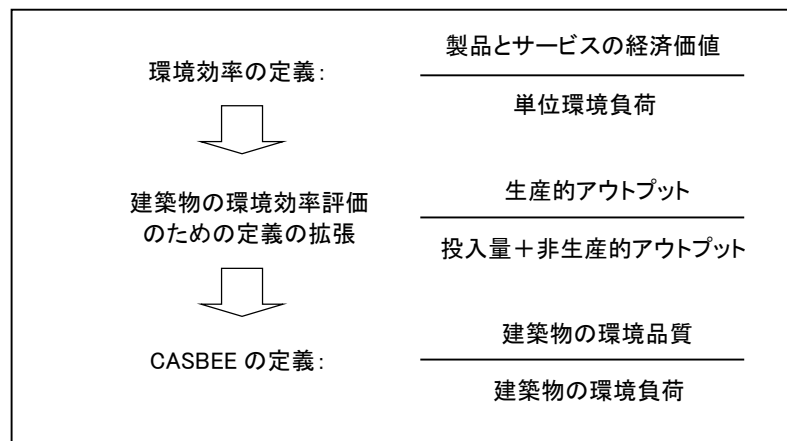 製品とサービスの経済価値
環境効率の定義:
単位環境負荷
生産的アウトプット
建築物の環境効率評価
のための定義の拡張
投入量＋非生産的アウトプット
建築物の環境品質
CASBEE の定義:
建築物の環境負荷